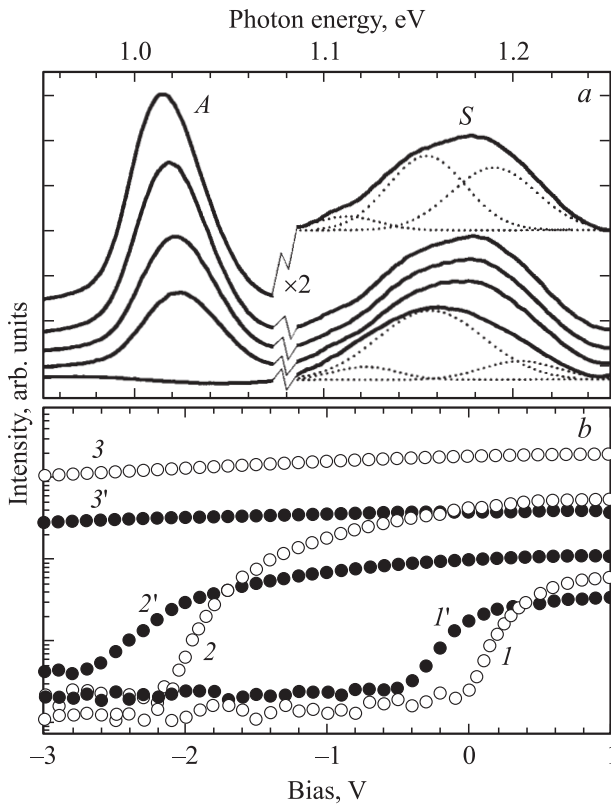 Photon energy, eV
1.0 1.1 1.2
A S a
×2
Intensity, arb. units
b
3
3'
2' 2 1' 1
–3 –2 –1 0
Bias, V